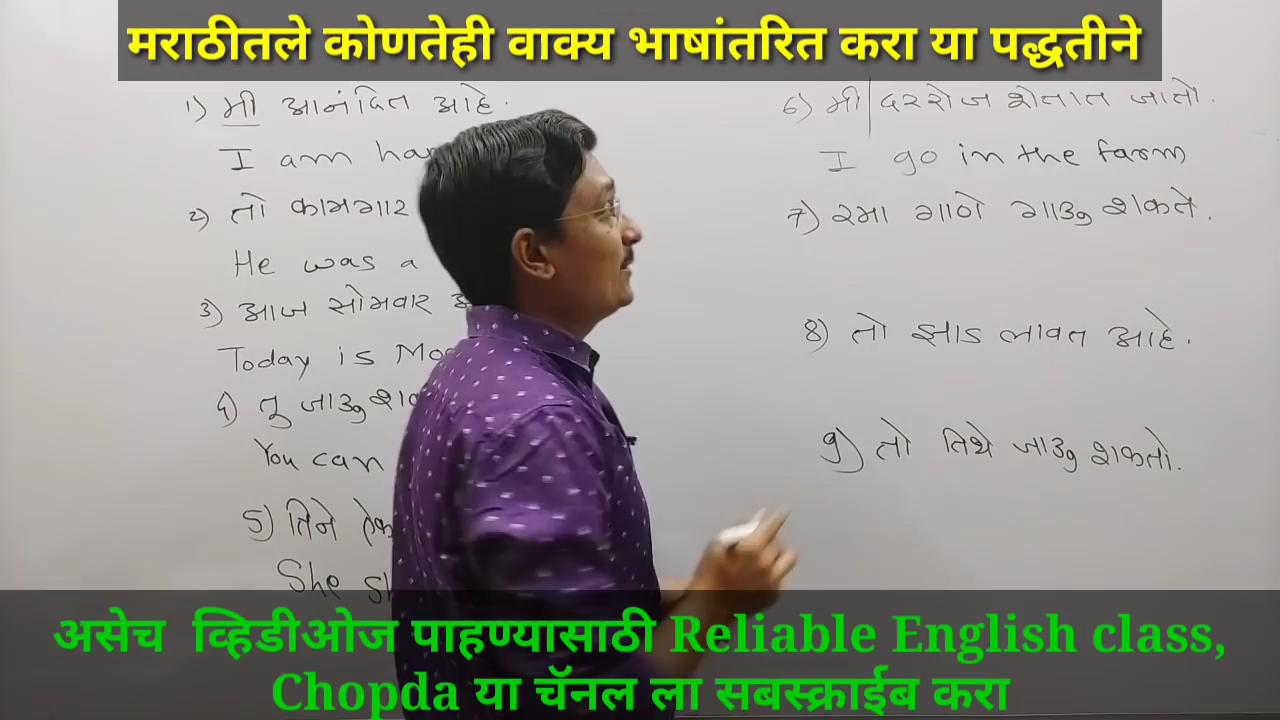 मराठीतले कोणतेही वाक्य भाषांतरित करा या पद्धतीने
1) मी आनंदित आहे.
I am
2) तो कामगार
He was a
3) आज सोमवार
Today is
4) तु जाऊ
You can
5) तिने
She
6) मी दररोज शेतात जातो.
I go in the farm
7) रमा गाणे गाऊ शकते.
8) तो झाड लावत आहे.
9) तो तिथे जाऊ शकतो.
असेच व्हिडीओज पाहण्यासाठी Reliable English class,
Chopda या चॅनल ला सबस्क्राईब करा